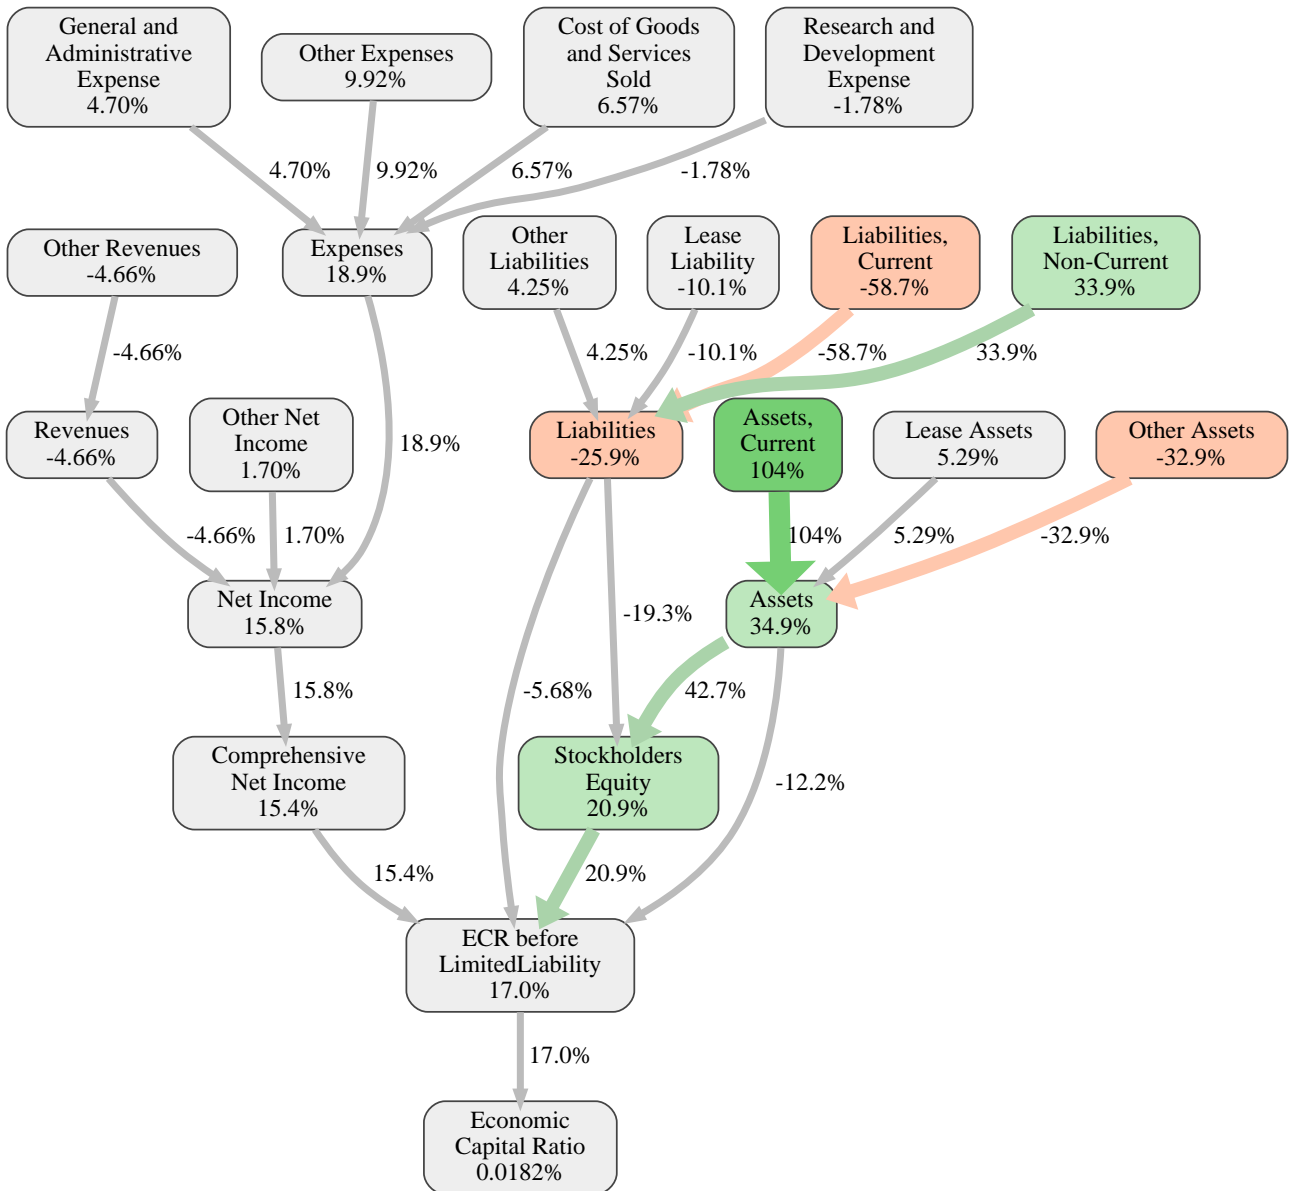 General and
Administrative
Expense
4.70%
Other Expenses
9.92%
Cost of Goods
and Services
Sold
6.57%
Research and
Development
Expense
-1.78%
4.70%
9.92%
6.57%
-1.78%
Other Revenues
-4.66%
Expenses
18.9%
Other
Liabilities
4.25%
Lease
Liability
-10.1%
Liabilities,
Current
-58.7%
Liabilities,
Non-Current
33.9%
-4.66%
4.25%
-10.1%
-58.7%
33.9%
Revenues
-4.66%
Other Net
Income
1.70%
18.9%
Liabilities
-25.9%
Assets,
Current
104%
Lease Assets
5.29%
Other Assets
-32.9%
-4.66%
1.70%
104%
5.29%
-32.9%
Net Income
15.8%
-19.3%
Assets
34.9%
15.8%
-5.68%
42.7%
Comprehensive
Net Income
15.4%
Stockholders
Equity
20.9%
-12.2%
15.4%
20.9%
ECR before
LimitedLiability
17.0%
17.0%
Economic
Capital Ratio
0.0182%